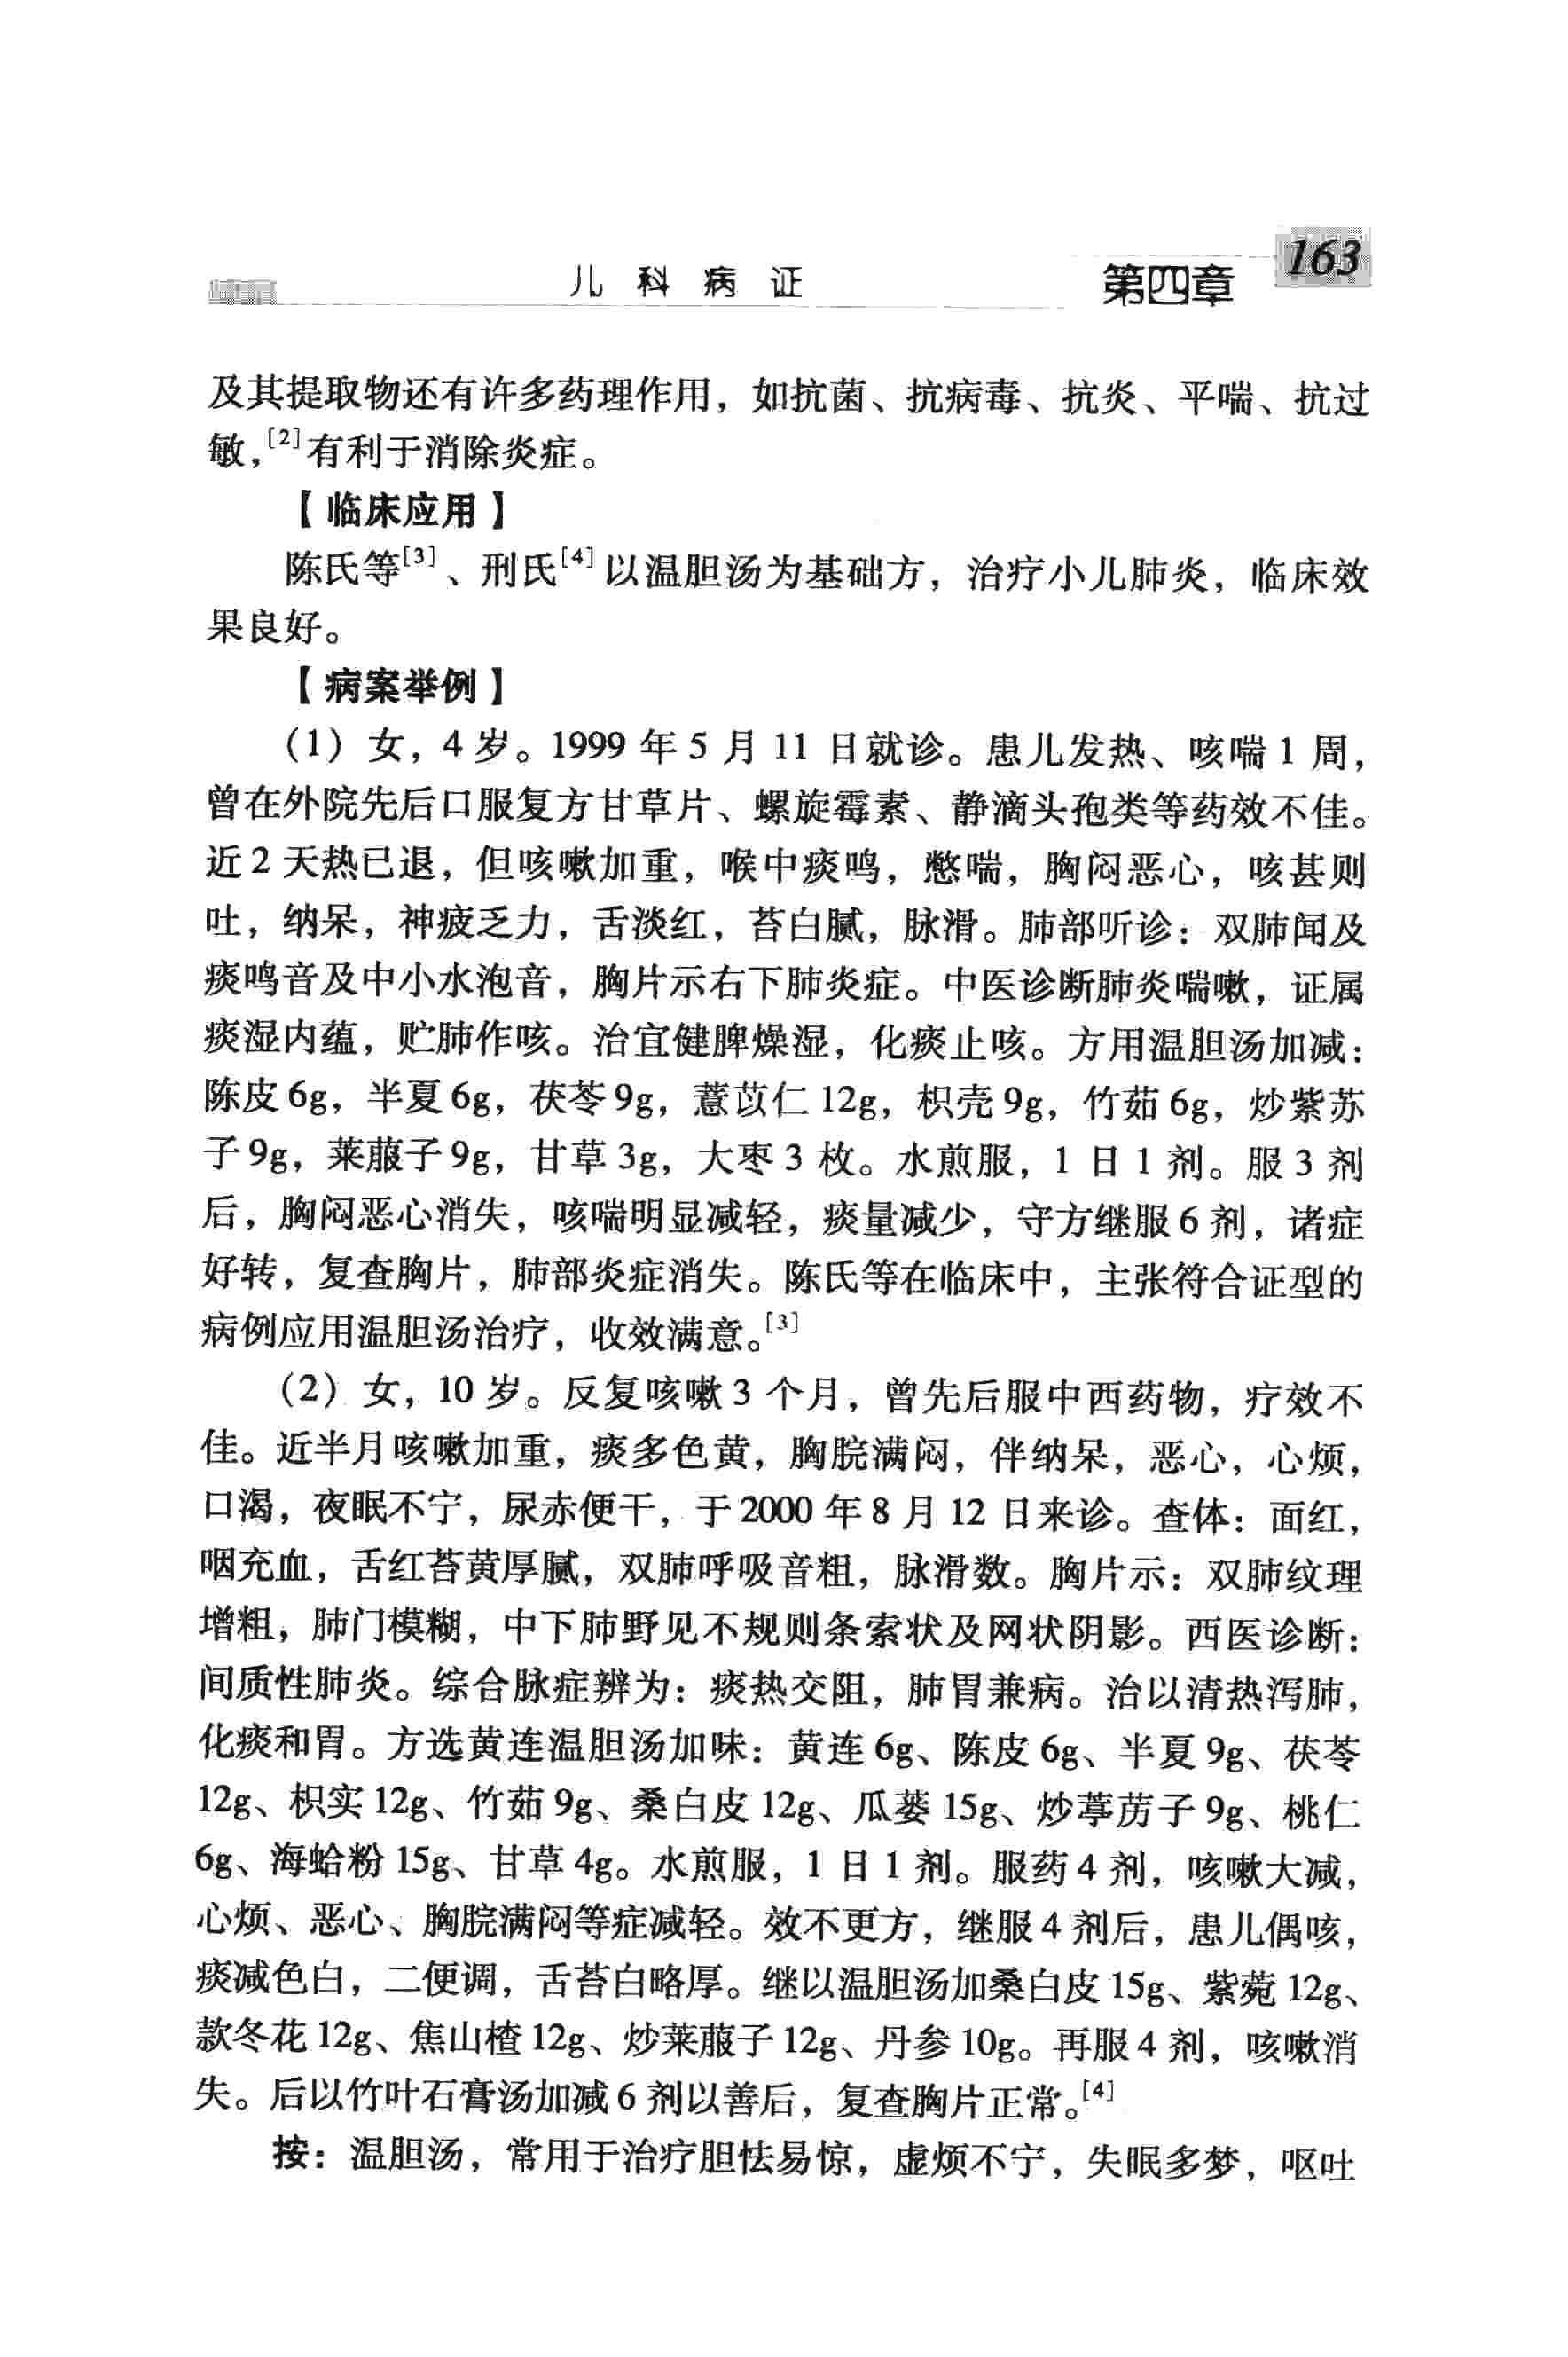 儿科病证 第四章 163
及其提取物还有许多药理作用，如抗菌、抗病毒、抗炎、平喘、抗过
敏，[2]有利于消除炎症。
【临床应用】
陈氏等[3]、刑氏[4]以温胆汤为基础方，治疗小儿肺炎，临床效
果良好。
【病案举例】
（1）女，4岁。1999年5月11日就诊。患儿发热、咳喘1周，
曾在外院先后口服复方甘草片、螺旋霉素、静滴头孢类等药效不佳。
近2天热已退，但咳嗽加重，喉中痰鸣，憋喘，胸闷恶心，咳甚则
吐，纳呆，神疲乏力，舌淡红，苔白腻，脉滑。肺部听诊：双肺闻及
痰鸣音及中小水泡音，胸片示右下肺炎症。中医诊断肺炎喘嗽，证属
痰湿内蕴，贮肺作咳。治宜健脾燥湿，化痰止咳。方用温胆汤加减：
陈皮6g，半夏6g，茯苓9g，薏苡仁12g，枳壳9g，竹茹6g，炒紫苏
子9g，莱菔子9g，甘草3g，大枣3枚。水煎服，1日1剂。服3剂
后，胸闷恶心消失，咳喘明显减轻，痰量减少，守方继服6剂，诸症
好转，复查胸片，肺部炎症消失。陈氏等在临床中，主张符合证型的
病例应用温胆汤治疗，收效满意。[3]
（2）女，10岁。反复咳嗽3个月，曾先后服中西药物，疗效不
佳。近半月咳嗽加重，痰多色黄，胸脘满闷，伴纳呆，恶心，心烦，
口渴，夜眠不宁，尿赤便干，于2000年8月12日来诊。查体：面红，
咽充血，舌红苔黄厚腻，双肺呼吸音粗，脉滑数。胸片示：双肺纹理
增粗，肺门模糊，中下肺野见不规则条索状及网状阴影。西医诊断：
间质性肺炎。综合脉症辨为：痰热交阻，肺胃兼病。治以清热泻肺，
化痰和胃。方选黄连温胆汤加味：黄连6g、陈皮6g、半夏9g、茯苓
12g、枳实12g、竹茹9g、桑白皮12g、瓜蒌15g、炒葶苈子9g、桃仁
6g、海蛤粉15g、甘草4g。水煎服，1日1剂。服药4剂，咳嗽大减，
心烦、恶心、胸脘满闷等症减轻。效不更方，继服4剂后，患儿偶咳，
痰减色白，二便调，舌苔白略厚。继以温胆汤加桑白皮15g、紫菀12g、
款冬花12g、焦山楂12g、炒莱菔子12g、丹参10g。再服4剂，咳嗽消
失。后以竹叶石膏汤加减6剂以善后，复查胸片正常。[4]
按：温胆汤，常用于治疗胆怯易惊，虚烦不宁，失眠多梦，呕吐